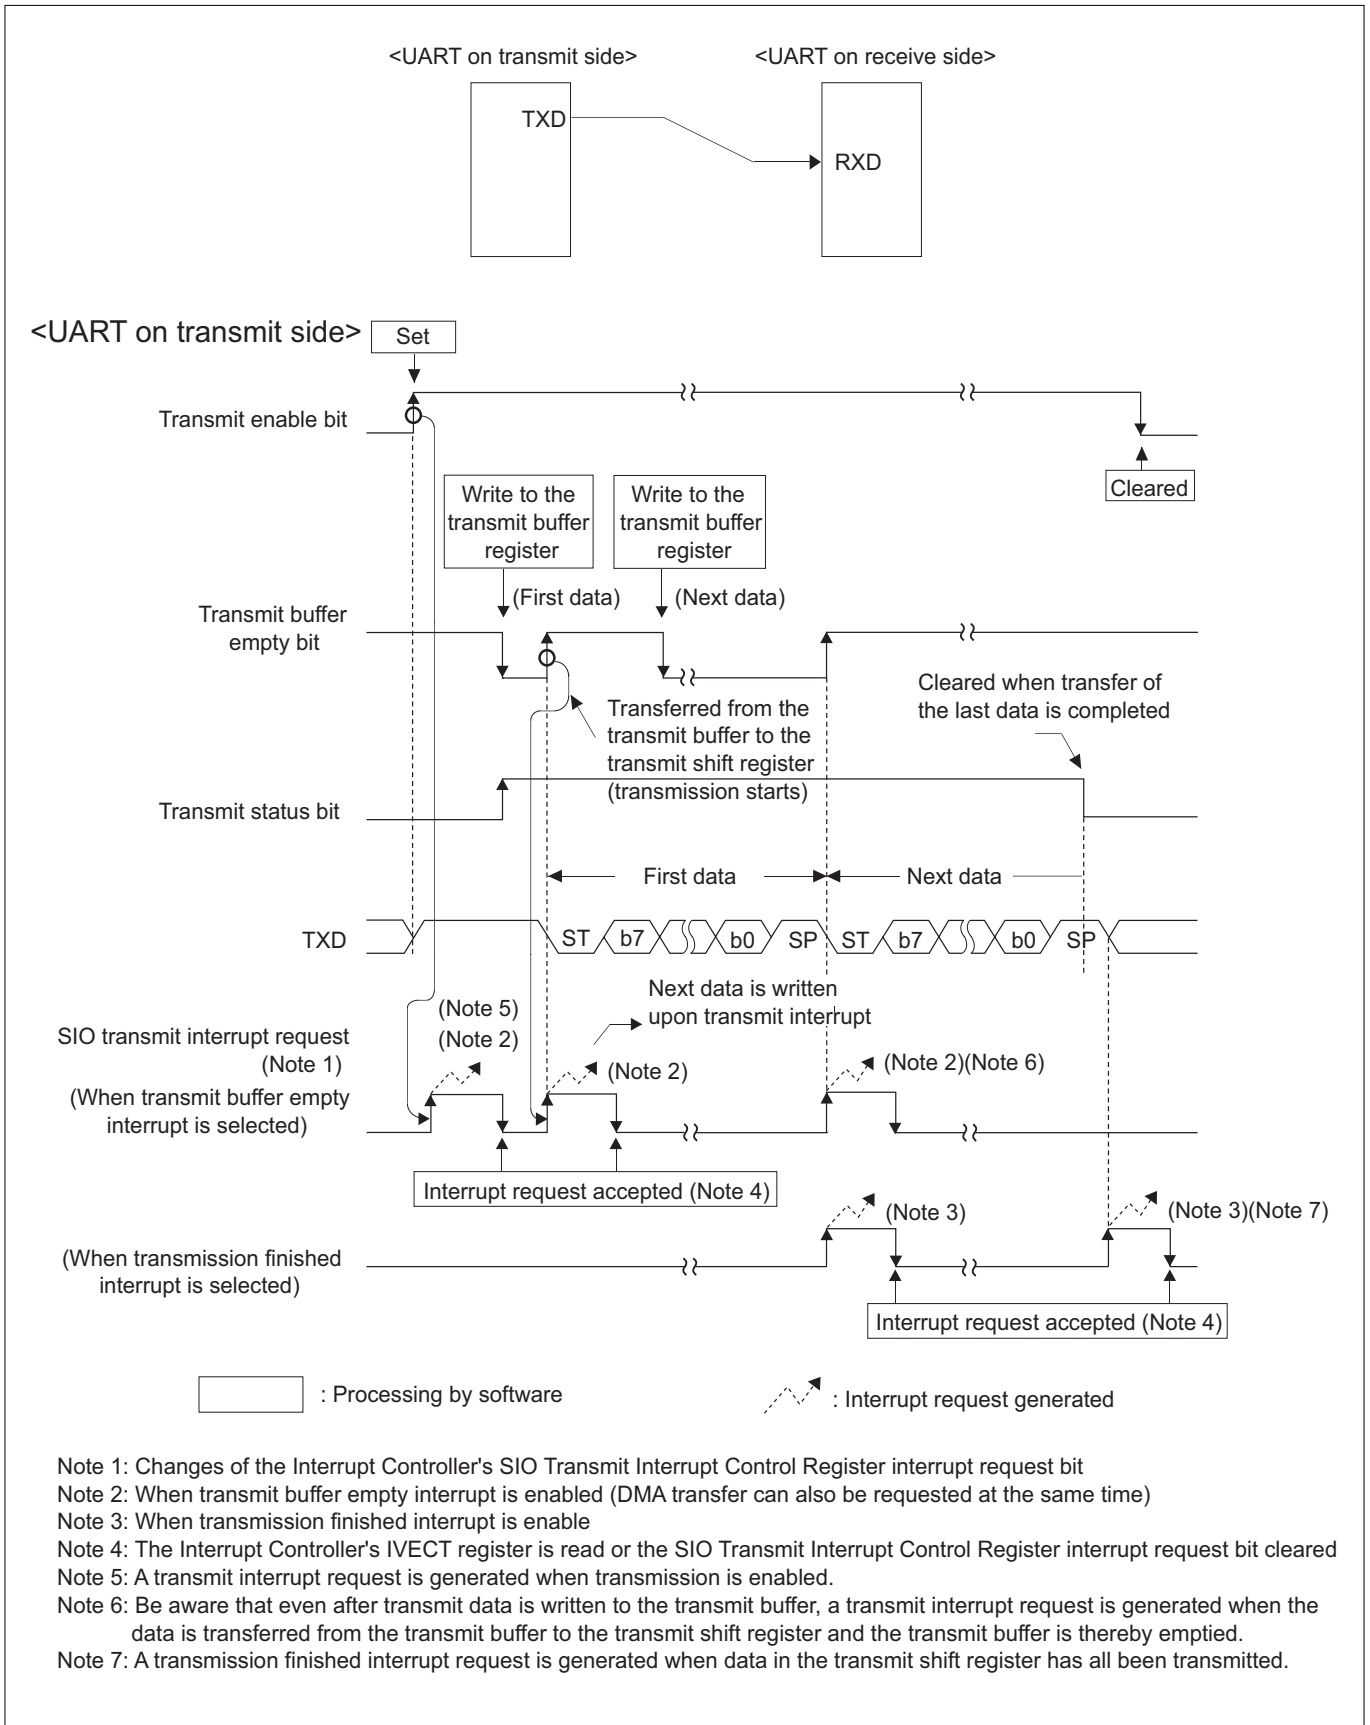 <UART on transmit side>
<UART on receive side>
TXD
RXD
<UART on transmit side>
Set
Transmit enable bit
Cleared
Write to the
transmit buffer
register
Write to the
transmit buffer
register
(First data)
(Next data)
Transmit buffer
empty bit
Transferred from the
transmit buffer to the
transmit shift register
(transmission starts)
Cleared when transfer of
the last data is completed
Transmit status bit
First data
Next data
TXD
ST
b7
b0
SP
ST
b7
b0
SP
SIO transmit interrupt request
(Note 1)
(When transmit buffer empty
interrupt is selected)
(Note 5)
(Note 2)
Next data is written
upon transmit interrupt
(Note 2)
(Note 2)(Note 6)
Interrupt request accepted (Note 4)
(When transmission finished
interrupt is selected)
(Note 3)
(Note 3)(Note 7)
Interrupt request accepted (Note 4)
: Processing by software
: Interrupt request generated
Note 1: Changes of the Interrupt Controller's SIO Transmit Interrupt Control Register interrupt request bit
Note 2: When transmit buffer empty interrupt is enabled (DMA transfer can also be requested at the same time)
Note 3: When transmission finished interrupt is enable
Note 4: The Interrupt Controller's IVECT register is read or the SIO Transmit Interrupt Control Register interrupt request bit cleared
Note 5: A transmit interrupt request is generated when transmission is enabled.
Note 6: Be aware that even after transmit data is written to the transmit buffer, a transmit interrupt request is generated when the
data is transferred from the transmit buffer to the transmit shift register and the transmit buffer is thereby emptied.
Note 7: A transmission finished interrupt request is generated when data in the transmit shift register has all been transmitted.